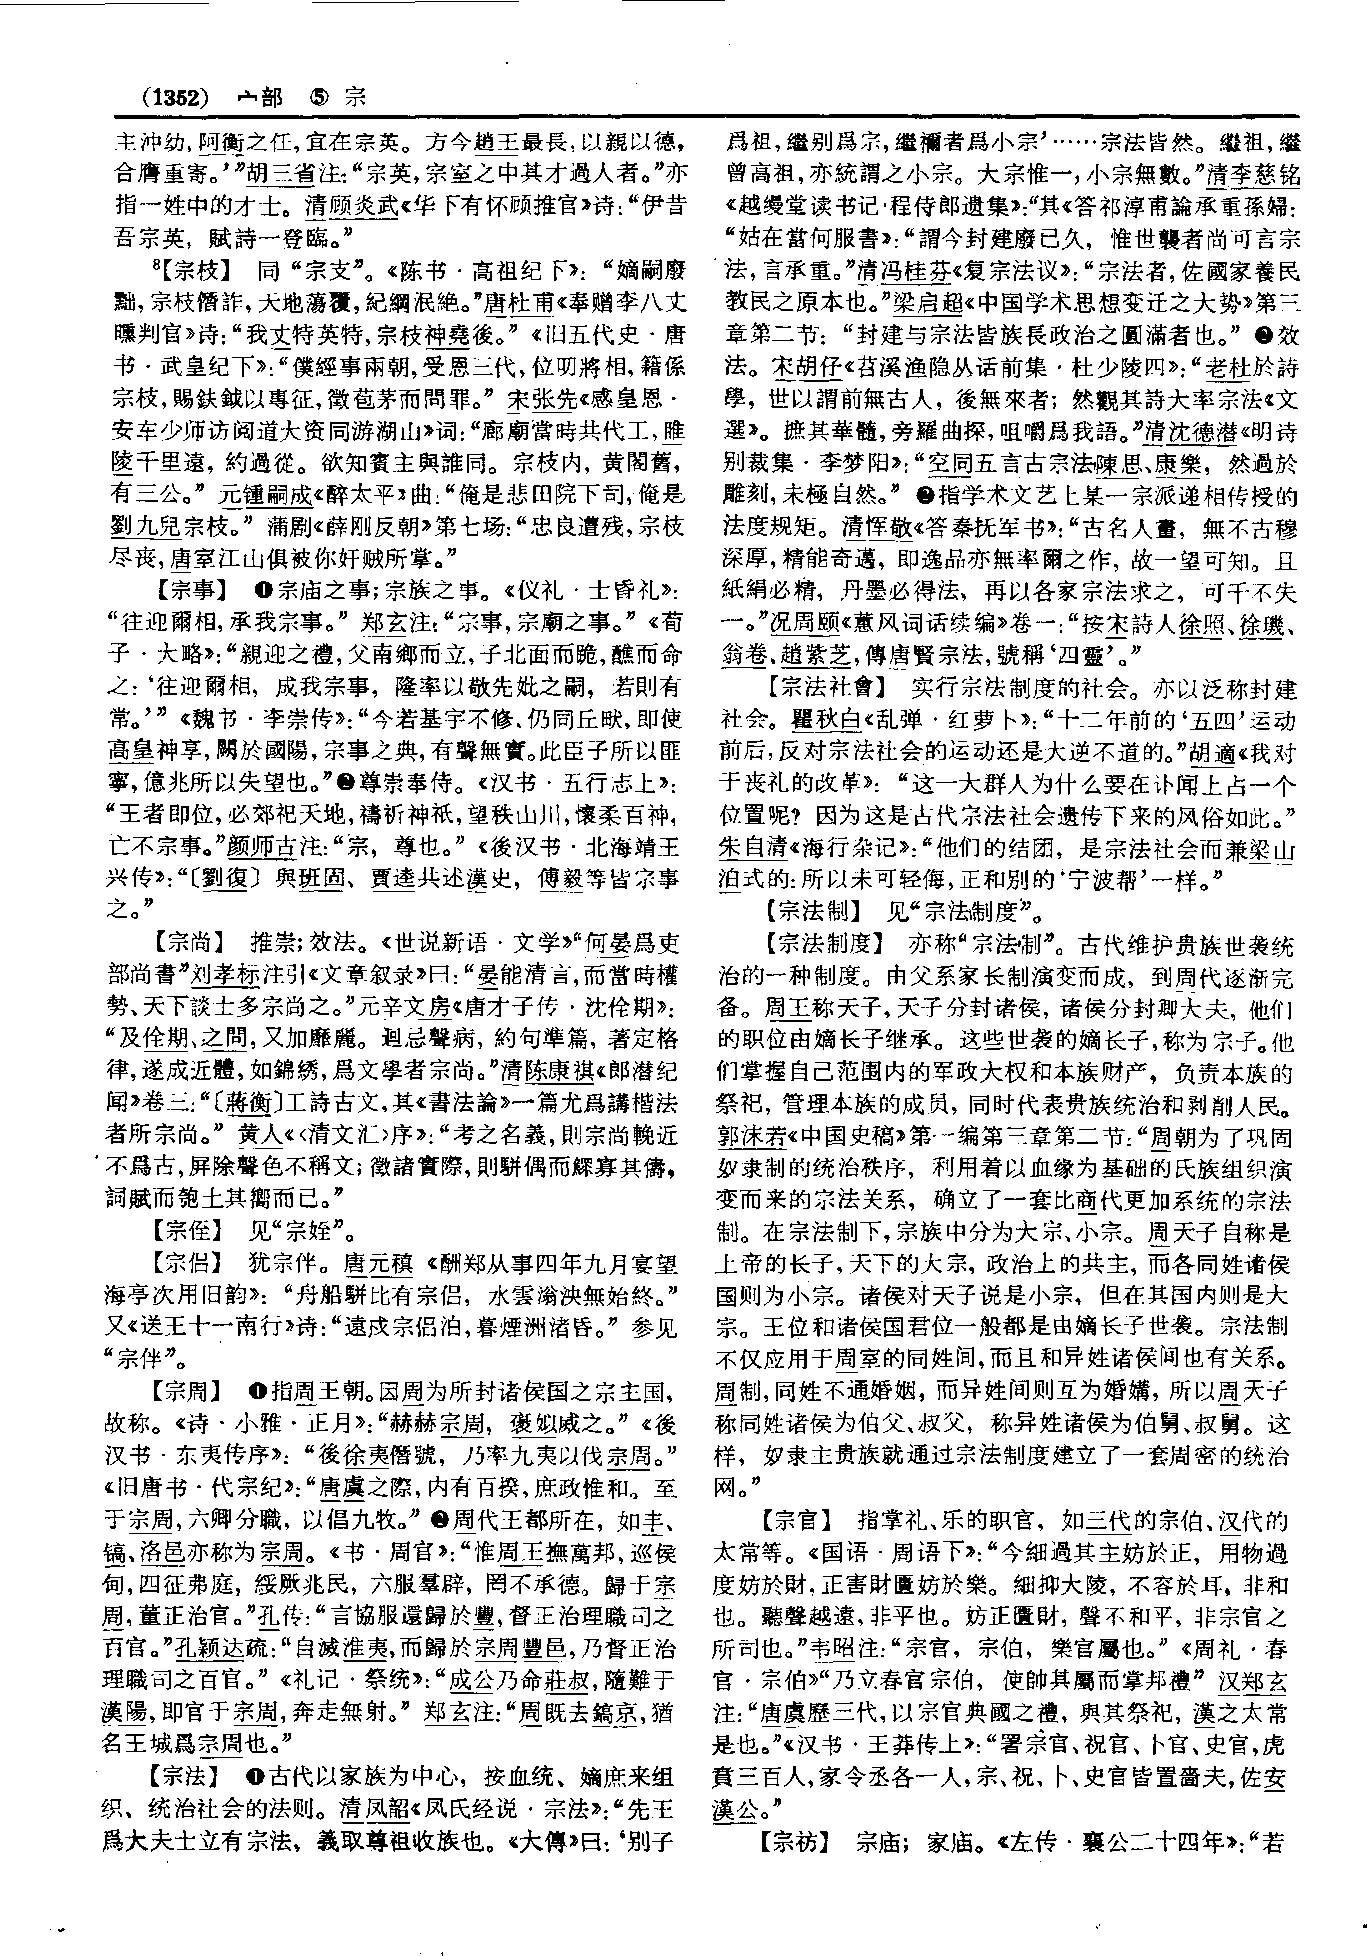 (1352) 宀部 ⑤ 宗
主沖幼，阿衡之任，宜在宗英。方今趙王最長，以親以德，
合膺重寄。’”胡三省注：“宗英，宗室之中其才過人者。”亦
指一姓中的才士。清顾炎武《华下有怀顾推官》诗：“伊昔
吾宗英，賦詩一登臨。”
⁸【宗枝】 同“宗支”。《陈书·高祖纪下》：“嫡嗣廢
黜，宗枝僭詐，天地蕩覆，紀綱泯絶。”唐杜甫《奉赠李八丈
曛判官》诗：“我丈特英特，宗枝神堯後。”《旧五代史·唐
书·武皇纪下》：“僕經事兩朝，受恩三代，位叨將相，籍係
宗枝，賜鈇鉞以專征，徵苞茅而問罪。”宋张先《感皇恩·
安车少师访阅道大资同游湖山》词：“廊廟當時共代工，睢
陵千里遠，約過從。欲知賓主與誰同。宗枝内，黄閣舊，
有三公。”元锺嗣成《醉太平》曲：“俺是悲田院下司，俺是
劉九兒宗枝。”蒲剧《薛刚反朝》第七场：“忠良遭残，宗枝
尽丧，唐室江山俱被你奸贼所掌。”
【宗事】 ❶宗庙之事；宗族之事。《仪礼·士昏礼》：
“往迎爾相，承我宗事。”郑玄注：“宗事，宗廟之事。”《荀
子·大略》：“親迎之禮，父南鄉而立，子北面而跪，醮而命
之：‘往迎爾相，成我宗事，隆率以敬先妣之嗣，若則有
常。’”《魏书·李崇传》：“今若基宇不修、仍同丘畎，即使
高皇神享，闕於國陽，宗事之典，有聲無實。此臣子所以匪
寧，億兆所以失望也。”❷尊崇奉侍。《汉书·五行志上》：
“王者即位，必郊祀天地，禱祈神祇，望秩山川，懷柔百神，
亡不宗事。”颜师古注：“宗，尊也。”《後汉书·北海靖王
兴传》：“〔劉復〕與班固、賈逵共述漢史，傅毅等皆宗事
之。”
【宗尚】 推崇；效法。《世说新语·文学》“何晏爲吏
部尚書”刘孝标注引《文章叙录》曰：“晏能清言，而當時權
勢、天下談士多宗尚之。”元辛文房《唐才子传·沈佺期》：
“及佺期、之問，又加靡麗。迴忌聲病，約句準篇，著定格
律，遂成近體，如錦绣，爲文學者宗尚。”清陈康祺《郎潜纪
闻》卷三：“〔蔣衡〕工詩古文，其《書法論》一篇尤爲講楷法
者所宗尚。”黄人《〈清文汇〉序》：“考之名義，則宗尚輓近
不爲古，屏除聲色不稱文；徵諸實際，則駢偶而鰥寡其儔，
詞賦而匏土其嚮而已。”
【宗侄】 见“宗姪”。
【宗侣】 犹宗伴。唐元稹《酬郑从事四年九月宴望
海亭次用旧韵》：“舟船駢比有宗侣，水雲滃泱無始終。”
又《送王十一南行》诗：“遠戍宗侣泊，暮煙洲渚昏。”参见
“宗伴”。
【宗周】 ❶指周王朝。因周为所封诸侯国之宗主国，
故称。《诗·小雅·正月》：“赫赫宗周，褒姒烕之。”《後
汉书·东夷传序》：“後徐夷僭號，乃率九夷以伐宗周。”
《旧唐书·代宗纪》：“唐虞之際，内有百揆，庶政惟和。至
于宗周，六卿分職，以倡九牧。”❷周代王都所在，如丰、
镐、洛邑亦称为宗周。《书·周官》：“惟周王撫萬邦，巡侯
甸，四征弗庭，綏厥兆民，六服羣辟，罔不承德。歸于宗
周，董正治官。”孔传：“言協服還歸於豐，督正治理職司之
百官。”孔颖达疏：“自滅淮夷，而歸於宗周豐邑，乃督正治
理職司之百官。”《礼记·祭统》：“成公乃命莊叔，隨難于
漢陽，即官于宗周，奔走無射。”郑玄注：“周既去鎬京，猶
名王城爲宗周也。”
【宗法】 ❶古代以家族为中心，按血统、嫡庶来组
织、统治社会的法则。清凤韶《凤氏经说·宗法》：“先王
爲大夫士立有宗法，義取尊祖收族也。《大傳》曰：‘别子
爲祖，繼别爲宗，繼禰者爲小宗’……宗法皆然。繼祖，繼
曾高祖，亦統謂之小宗。大宗惟一，小宗無數。”清李慈铭
《越缦堂读书记·程侍郎遗集》：“其《答祁淳甫論承重孫婦：
“姑在當何服書》：“謂今封建廢已久，惟世襲者尚可言宗
法，言承重。”清冯桂芬《复宗法议》：“宗法者，佐國家養民
教民之原本也。”梁启超《中国学术思想变迁之大势》第三
章第二节：“封建与宗法皆族長政治之圓滿者也。”❷效
法。宋胡仔《苕溪渔隐丛话前集·杜少陵四》：“老杜於詩
學，世以謂前無古人，後無來者；然觀其詩大率宗法《文
選》。摭其華髓，旁羅曲探，咀嚼爲我語。”清沈德潜《明诗
别裁集·李梦阳》：“空同五言古宗法陳思、康樂，然過於
雕刻，未極自然。”❸指学术文艺上某一宗派递相传授的
法度规矩。清恽敬《答秦抚军书》：“古名人畫，無不古穆
深厚，精能奇邁，即逸品亦無率爾之作，故一望可知。且
紙絹必精，丹墨必得法，再以各家宗法求之，可千不失
一。”况周颐《蕙风词话续编》卷一：“按宋詩人徐照、徐璣、
翁卷、趙紫芝，傳唐賢宗法，號稱‘四靈’。”
【宗法社會】 实行宗法制度的社会。亦以泛称封建
社会。瞿秋白《乱弹·红萝卜》：“十二年前的‘五四’运动
前后，反对宗法社会的运动还是大逆不道的。”胡適《我对
于丧礼的改革》：“这一大群人为什么要在讣闻上占一个
位置呢？因为这是古代宗法社会遗传下来的风俗如此。”
朱自清《海行杂记》：“他们的结团，是宗法社会而兼梁山
泊式的：所以未可轻侮，正和别的‘宁波帮’一样。”
【宗法制】 见“宗法制度”。
【宗法制度】 亦称“宗法制”。古代维护贵族世袭统
治的一种制度。由父系家长制演变而成，到周代逐渐完
备。周王称天子，天子分封诸侯，诸侯分封卿大夫，他们
的职位由嫡长子继承。这些世袭的嫡长子，称为宗子。他
们掌握自己范围内的军政大权和本族财产，负责本族的
祭祀，管理本族的成员，同时代表贵族统治和剥削人民。
郭沫若《中国史稿》第一编第三章第二节：“周朝为了巩固
奴隶制的统治秩序，利用着以血缘为基础的氏族组织演
变而来的宗法关系，确立了一套比商代更加系统的宗法
制。在宗法制下，宗族中分为大宗、小宗。周天子自称是
上帝的长子，天下的大宗，政治上的共主，而各同姓诸侯
国则为小宗。诸侯对天子说是小宗，但在其国内则是大
宗。王位和诸侯国君位一般都是由嫡长子世袭。宗法制
不仅应用于周室的同姓间，而且和异姓诸侯间也有关系。
周制，同姓不通婚姻，而异姓间则互为婚媾，所以周天子
称同姓诸侯为伯父、叔父，称异姓诸侯为伯舅、叔舅。这
样，奴隶主贵族就通过宗法制度建立了一套周密的统治
网。”
【宗官】 指掌礼、乐的职官，如三代的宗伯、汉代的
太常等。《国语·周语下》：“今細過其主妨於正，用物過
度妨於財，正害財匱妨於樂。細抑大陵，不容於耳，非和
也。聽聲越遠，非平也。妨正匱財，聲不和平，非宗官之
所司也。”韦昭注：“宗官，宗伯，樂官屬也。”《周礼·春
官·宗伯》“乃立春官宗伯，使帥其屬而掌邦禮”汉郑玄
注：“唐虞歷三代，以宗官典國之禮，與其祭祀，漢之太常
是也。”《汉书·王莽传上》：“署宗官、祝官、卜官、史官，虎
賁三百人，家令丞各一人，宗、祝、卜、史官皆置嗇夫，佐安
漢公。”
【宗祊】 宗庙；家庙。《左传·襄公二十四年》：“若